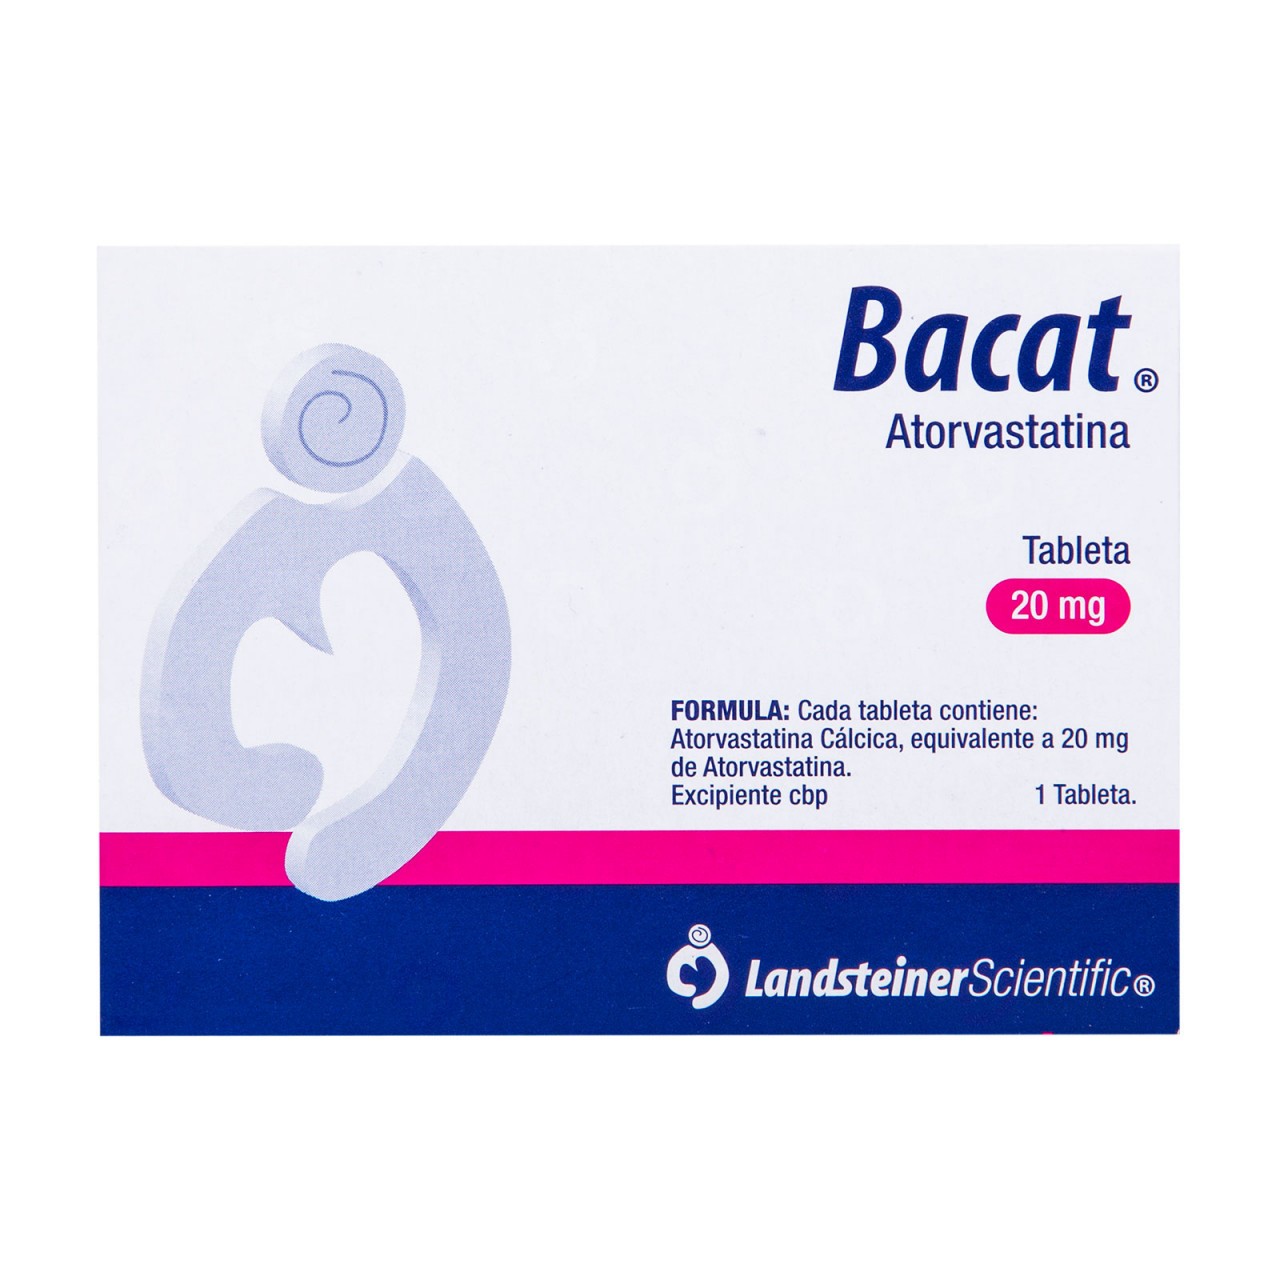 Bacat®
Atorvastatina
Tableta
20 mg
FORMULA: Cada tableta contiene:
Atorvastatina Cálcica, equivalente a 20 mg
de Atorvastatina.
Excipiente cbp 1 Tableta.
LandsteinerScientific®